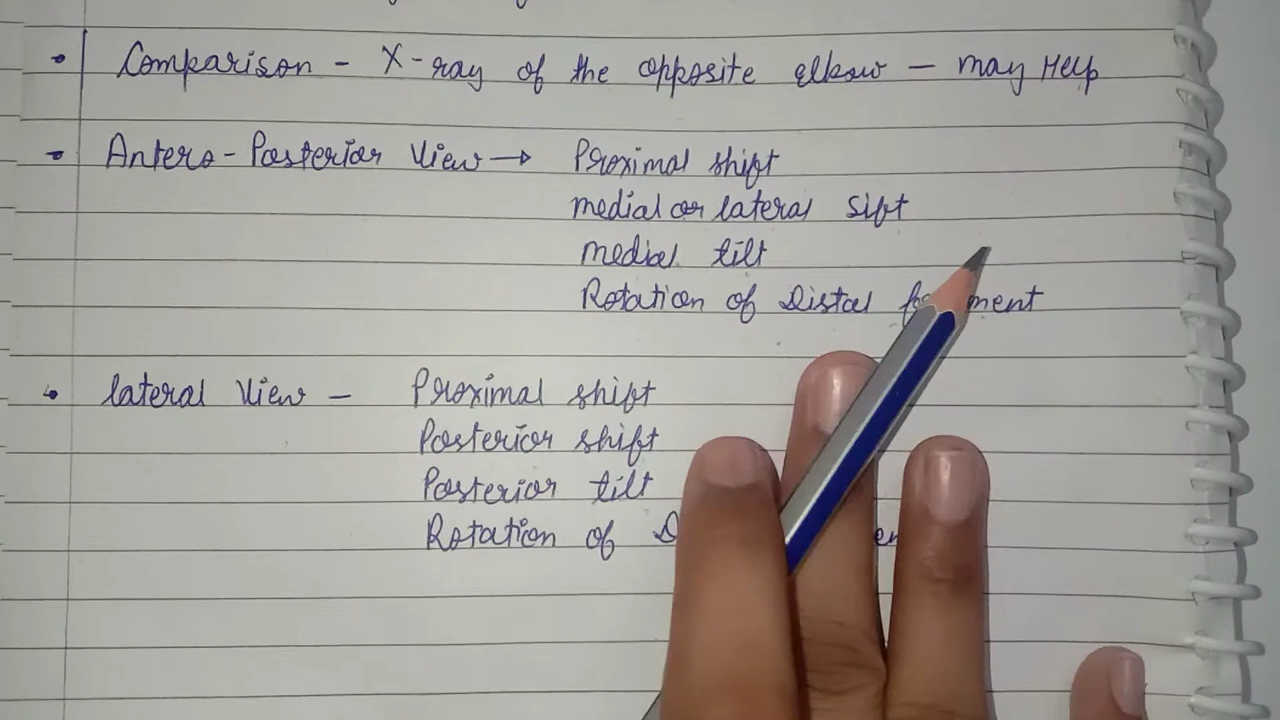 • Comparison - X-ray of the opposite elbow - may Help
• Antero-Posterior View → Proximal shift
medial or lateral sift
medial tilt
Rotation of Distal
• lateral View - Proximal shift
Posterior shift
Posterior tilt
Rotation of